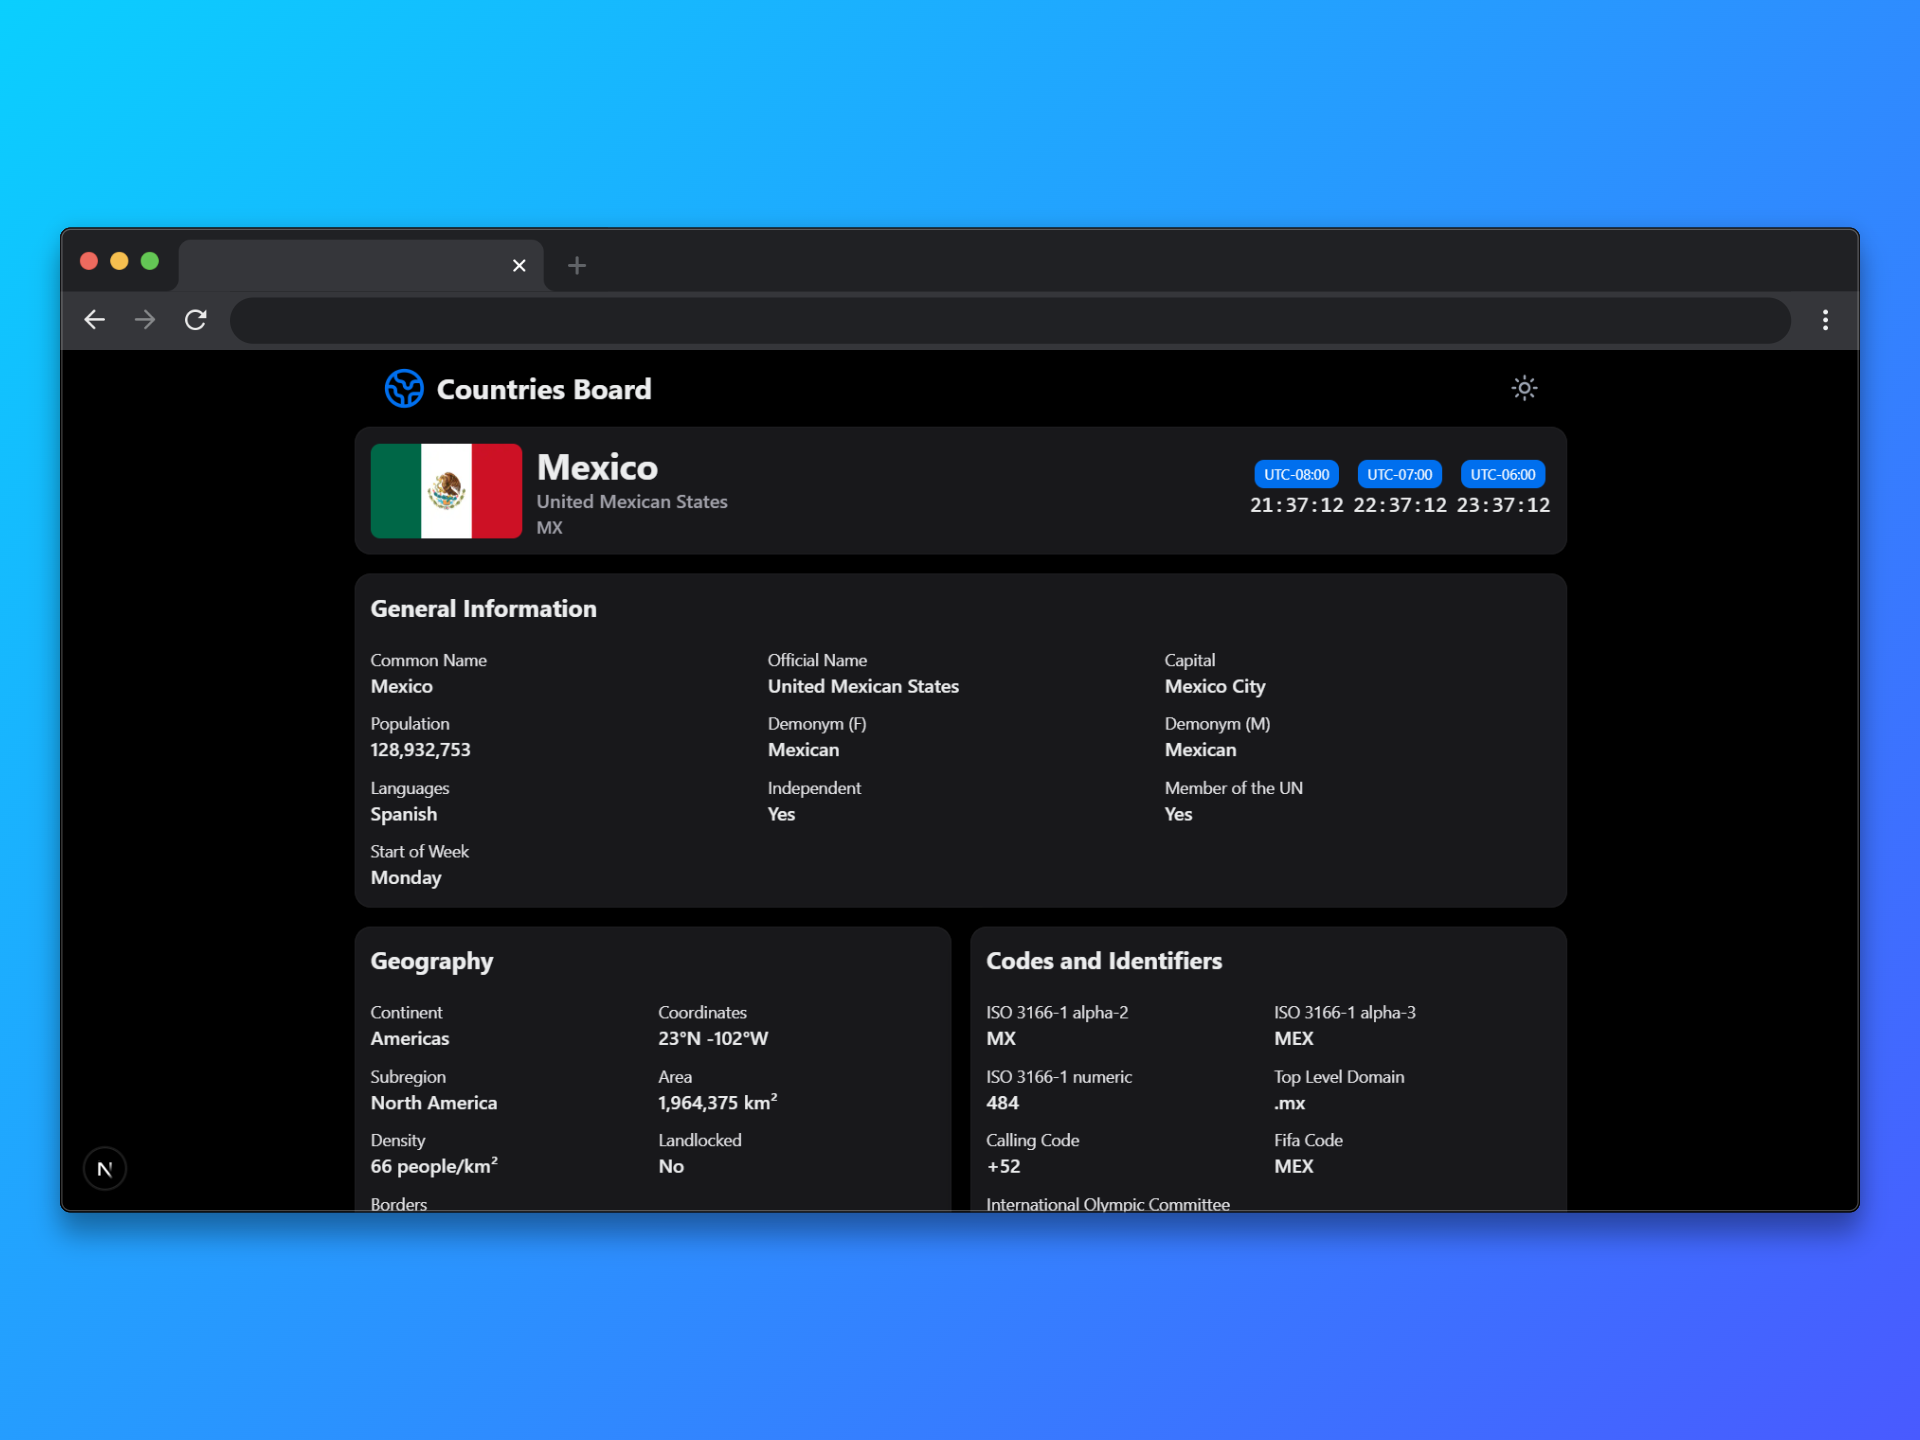 Countries Board
Mexico
United Mexican States
MX
UTC-08:00 UTC-07:00 UTC-06:00
21:37:12 22:37:12 23:37:12
General Information
Common Name Official Name Capital
Mexico United Mexican States Mexico City
Population Demonym (F) Demonym (M)
128,932,753 Mexican Mexican
Languages Independent Member of the UN
Spanish Yes Yes
Start of Week
Monday
Geography
Continent Coordinates
Americas 23°N -102°W
Subregion Area
North America 1,964,375 km²
Density Landlocked
66 people/km² No
Borders
Codes and Identifiers
ISO 3166-1 alpha-2 ISO 3166-1 alpha-3
MX MEX
ISO 3166-1 numeric Top Level Domain
484 .mx
Calling Code Fifa Code
+52 MEX
International Olympic Committee
N